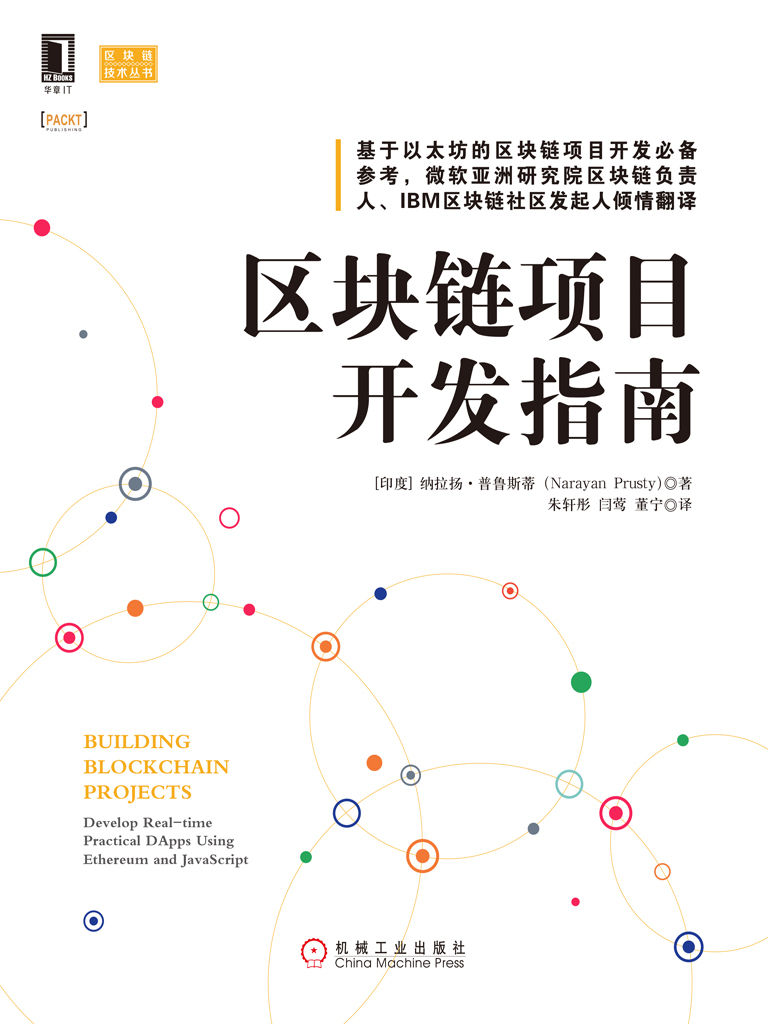 HZ BOOKS
华章IT
区块链
技术丛书
[PACKT]
PUBLISHING
基于以太坊的区块链项目开发必备
参考，微软亚洲研究院区块链负责
人、IBM区块链社区发起人倾情翻译
区块链项目
开发指南
[印度] 纳拉扬·普鲁斯蒂（Narayan Prusty)◎著
朱轩彤 闫莺 董宁◎译
BUILDING
BLOCKCHAIN
PROJECTS
Develop Real-time
Practical DApps Using
Ethereum and JavaScript
机械工业出版社
China Machine Press